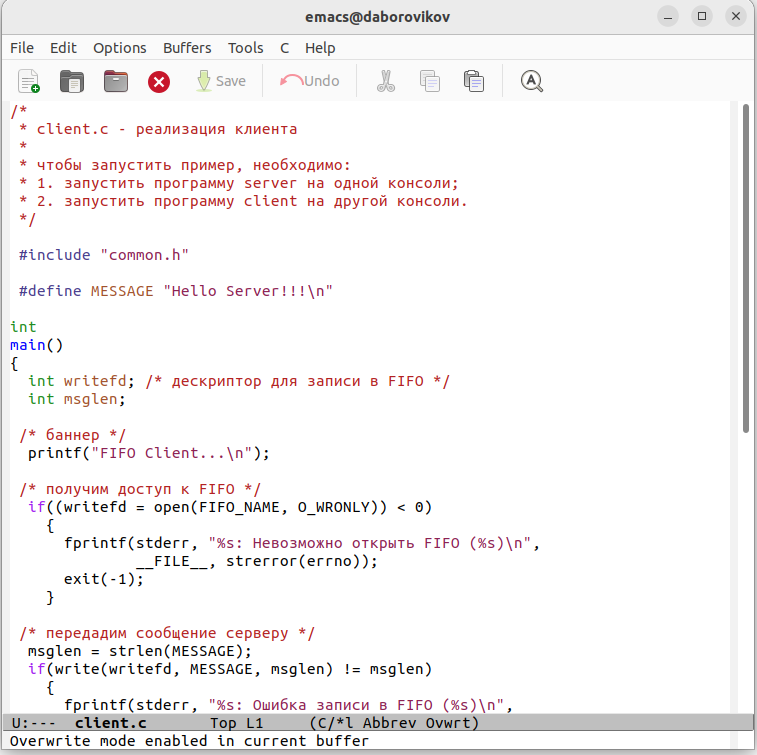 emacs@daborovikov
File Edit Options Buffers Tools C Help
Save Undo
/*
 * client.c - реализация клиента
 *
 * чтобы запустить пример, необходимо:
 * 1. запустить программу server на одной консоли;
 * 2. запустить программу client на другой консоли.
 */

 #include "common.h"

 #define MESSAGE "Hello Server!!!\n"

int
main()
{
  int writefd; /* дескриптор для записи в FIFO */
  int msglen;

 /* баннер */
  printf("FIFO Client...\n");

 /* получим доступ к FIFO */
  if((writefd = open(FIFO_NAME, O_WRONLY)) < 0)
    {
      fprintf(stderr, "%s: Невозможно открыть FIFO (%s)\n",
              __FILE__, strerror(errno));
      exit(-1);
    }

 /* передадим сообщение серверу */
  msglen = strlen(MESSAGE);
  if(write(writefd, MESSAGE, msglen) != msglen)
    {
      fprintf(stderr, "%s: Ошибка записи в FIFO (%s)\n",
U:--- client.c Top L1 (C/*l Abbrev Ovwrt)
Overwrite mode enabled in current buffer